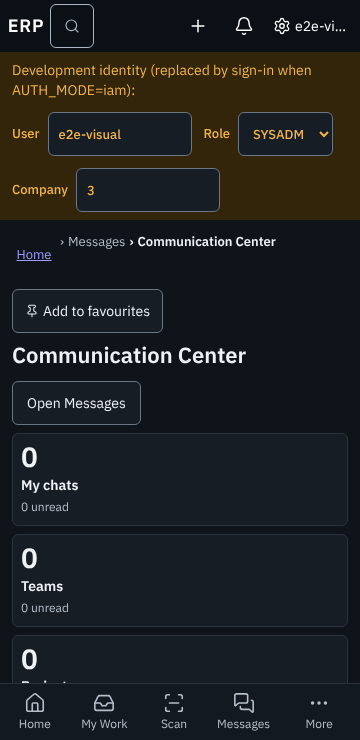 ERP
e2e-vi...
Development identity (replaced by sign-in when
AUTH_MODE=iam):
User e2e-visual Role SYSADM
Company 3
Home › Messages › Communication Center
Add to favourites
Communication Center
Open Messages
0
My chats
0 unread
0
Teams
0 unread
0
Home My Work Scan Messages More